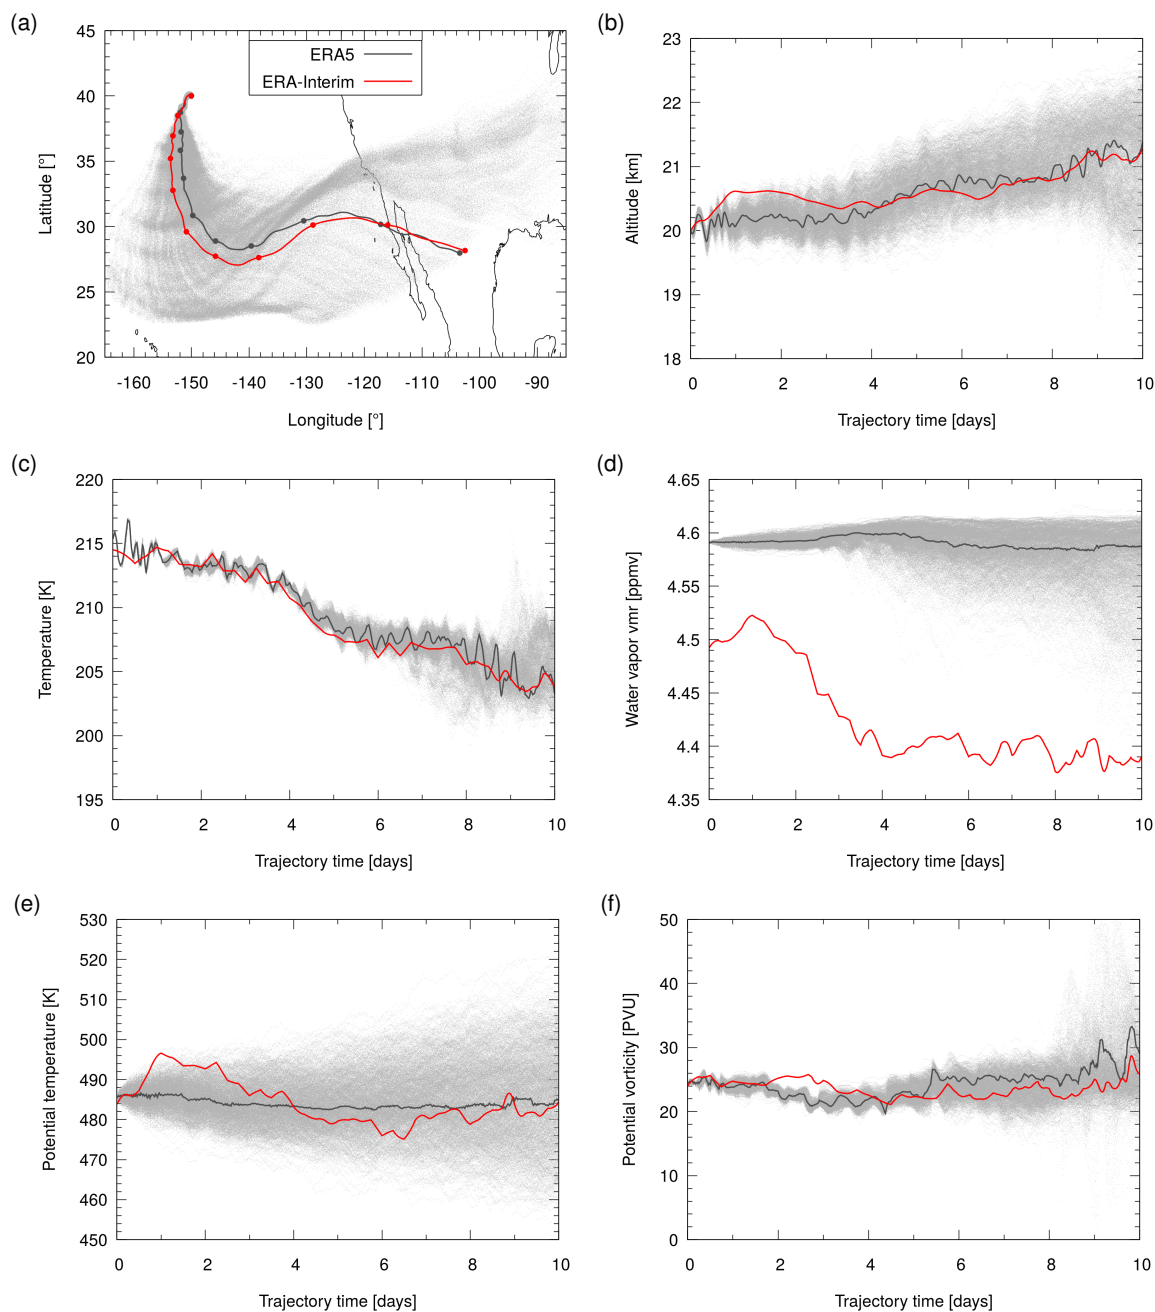 (a)
45
40
35
30
25
20
Latitude [°]
ERA5
ERA-Interim
-160 -150 -140 -130 -120 -110 -100 -90
Longitude [°]
(b)
23
22
21
20
19
18
Altitude [km]
0 2 4 6 8 10
Trajectory time [days]
(c)
220
215
210
205
200
195
Temperature [K]
0 2 4 6 8 10
Trajectory time [days]
(d)
4.65
4.6
4.55
4.5
4.45
4.4
4.35
Water vapor vmr [ppmv]
0 2 4 6 8 10
Trajectory time [days]
(e)
530
520
510
500
490
480
470
460
450
Potential temperature [K]
0 2 4 6 8 10
Trajectory time [days]
(f)
50
40
30
20
10
0
Potential vorticity [PVU]
0 2 4 6 8 10
Trajectory time [days]